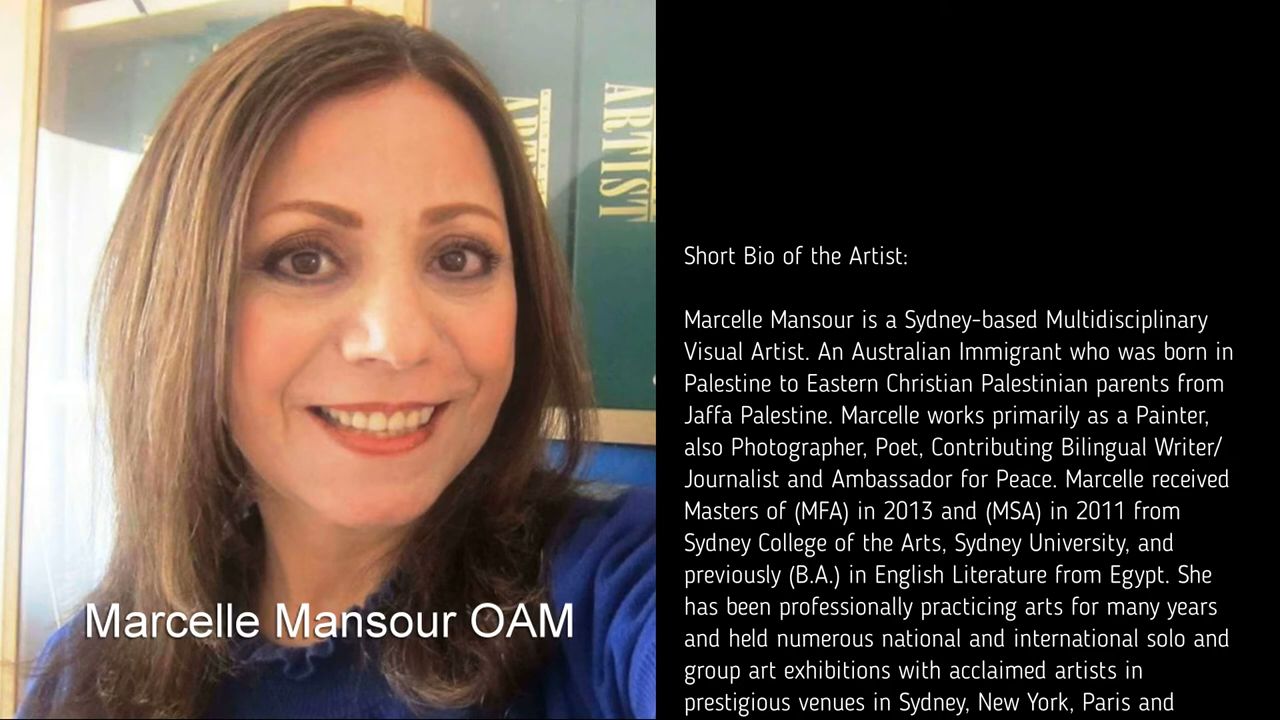 ARTIST
ARTIST
Marcelle Mansour OAM
Short Bio of the Artist:
Marcelle Mansour is a Sydney-based Multidisciplinary
Visual Artist. An Australian Immigrant who was born in
Palestine to Eastern Christian Palestinian parents from
Jaffa Palestine. Marcelle works primarily as a Painter,
also Photographer, Poet, Contributing Bilingual Writer/
Journalist and Ambassador for Peace. Marcelle received
Masters of (MFA) in 2013 and (MSA) in 2011 from
Sydney College of the Arts, Sydney University, and
previously (B.A.) in English Literature from Egypt. She
has been professionally practicing arts for many years
and held numerous national and international solo and
group art exhibitions with acclaimed artists in
prestigious venues in Sydney, New York, Paris and